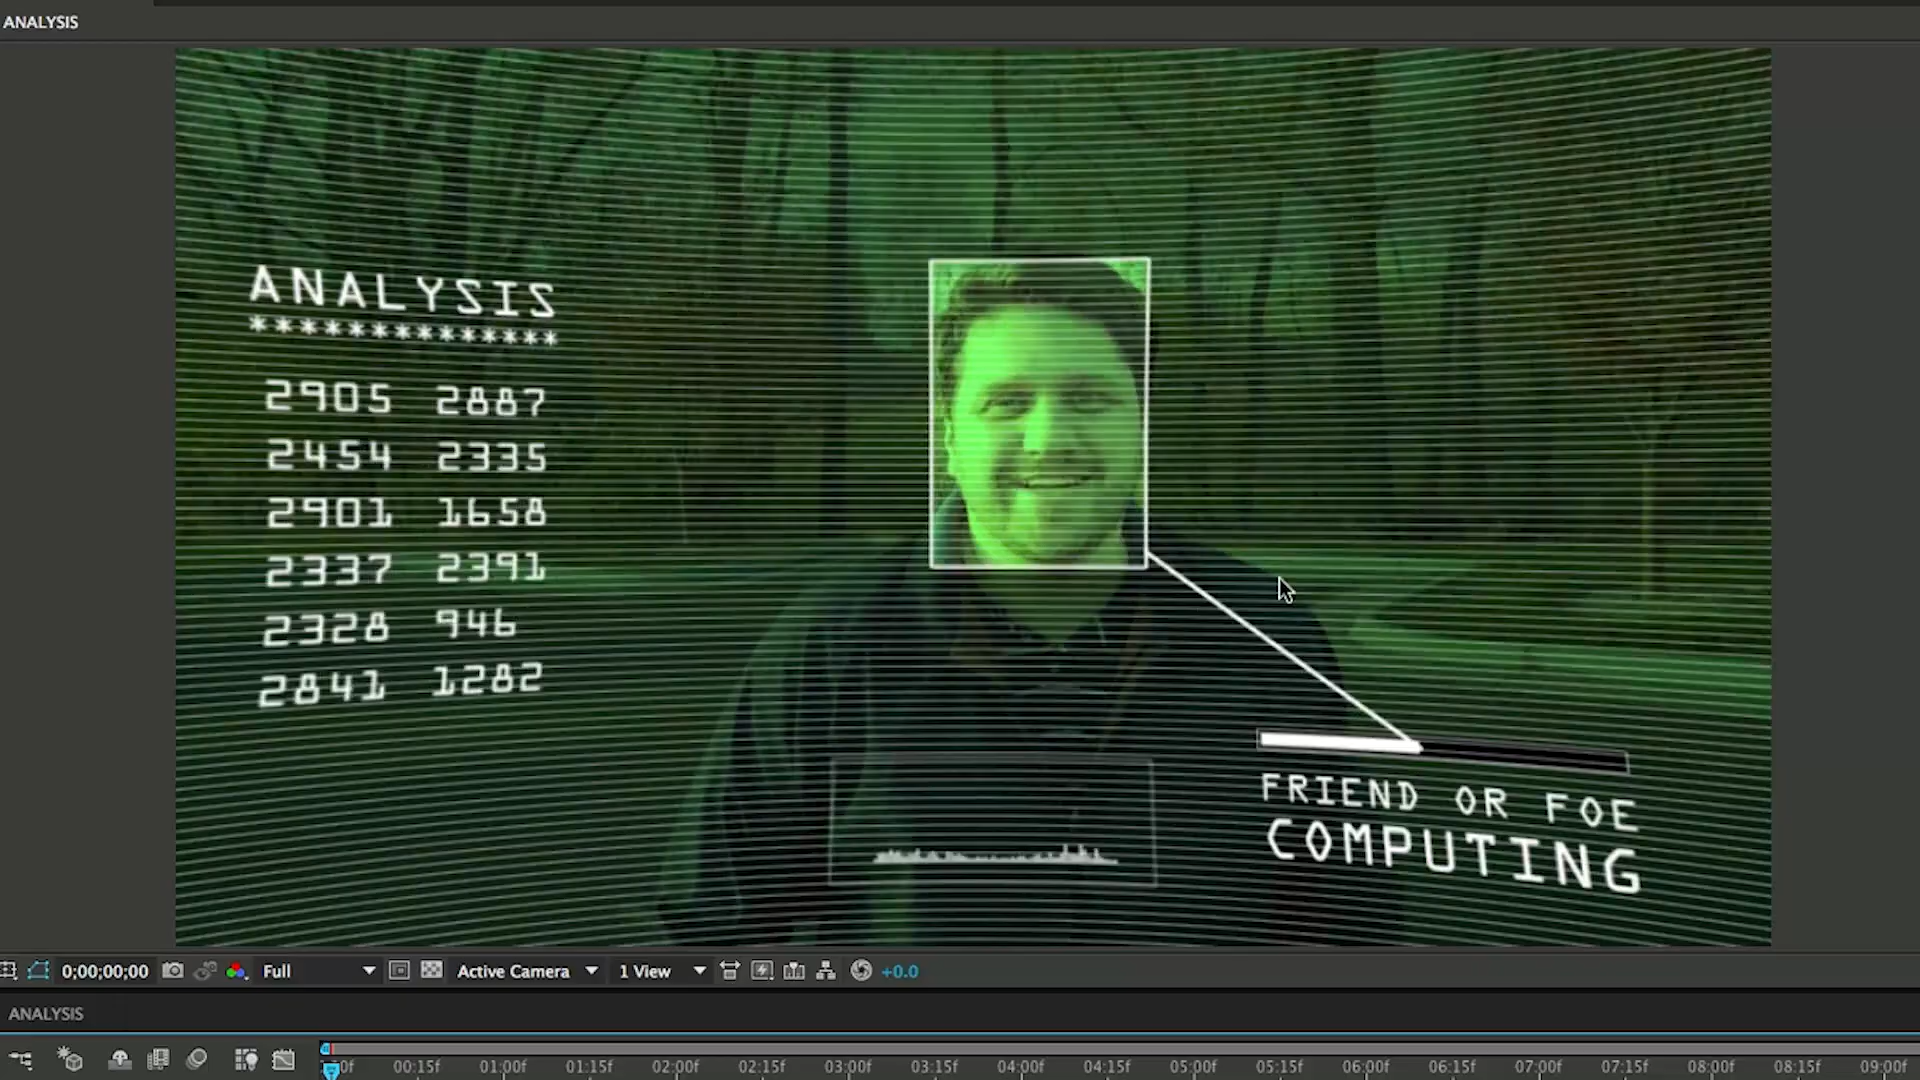 ANALYSIS
ANALYSIS
**************
2905 2887
2454 2335
2901 1658
2337 2391
2328 946
2841 1282
FRIEND OR FOE
COMPUTING
0;00;00;00 Full Active Camera 1 View +0.0
ANALYSIS
0f 00:15f 01:00f 01:15f 02:00f 02:15f 03:00f 03:15f 04:00f 04:15f 05:00f 05:15f 06:00f 06:15f 07:00f 07:15f 08:00f 08:15f 09:00f